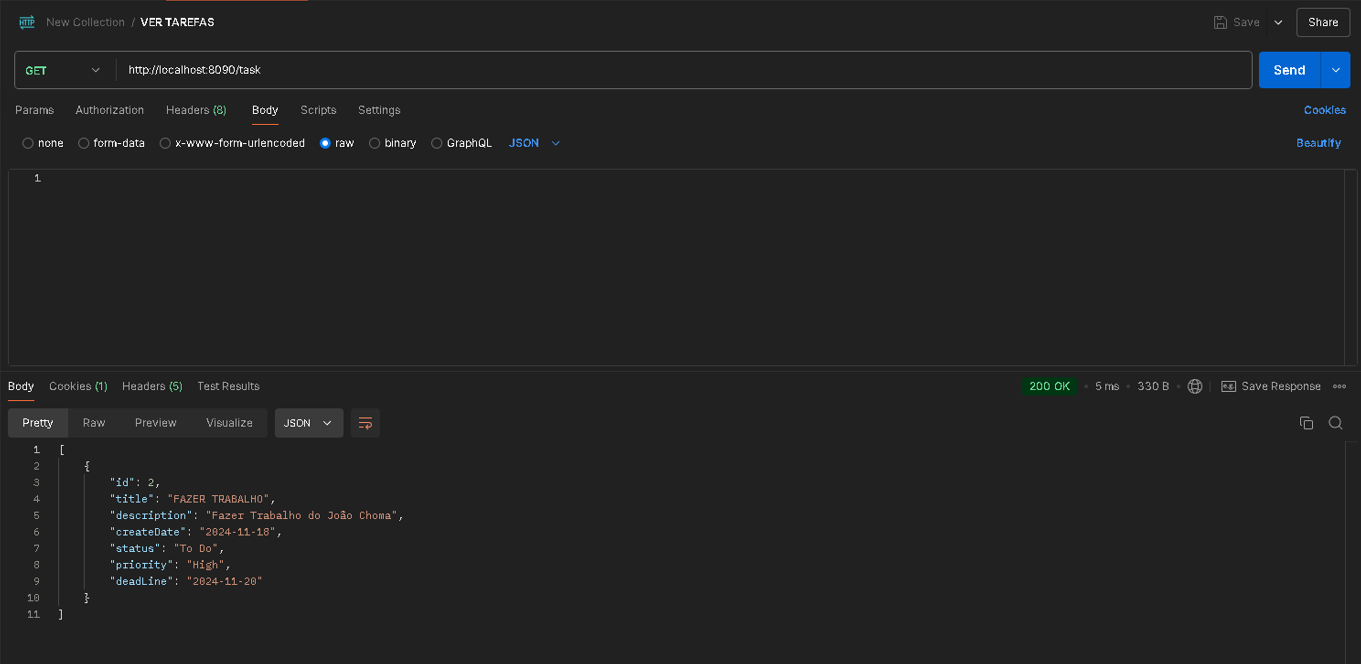 HTTP New Collection / VER TAREFAS Save Share
GET http://localhost:8090/task Send
Params Authorization Headers (8) Body Scripts Settings Cookies
none form-data x-www-form-urlencoded raw binary GraphQL JSON Beautify
1
Body Cookies (1) Headers (5) Test Results 200 OK • 5 ms • 330 B • Save Response
Pretty Raw Preview Visualize JSON
1 [
2 {
3 "id": 2,
4 "title": "FAZER TRABALHO",
5 "description": "Fazer Trabalho do João Choma",
6 "createDate": "2024-11-18",
7 "status": "To Do",
8 "priority": "High",
9 "deadLine": "2024-11-20"
10 }
11 ]